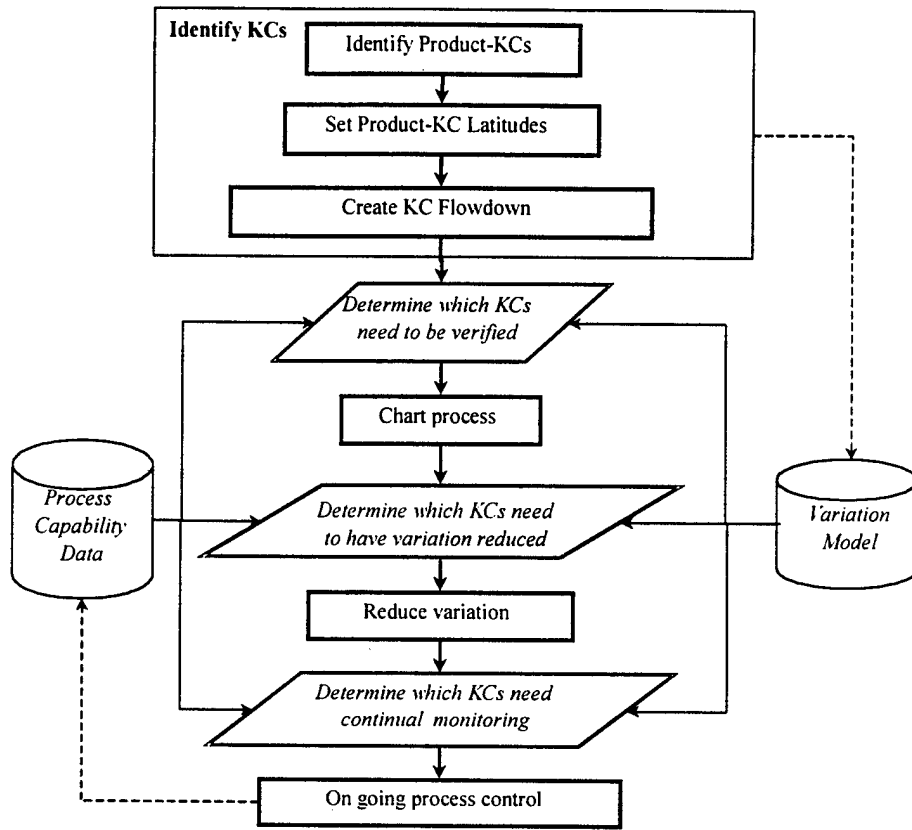 Identify KCs
Identify Product-KCs
Set Product-KC Latitudes
Create KC Flowdown
Determine which KCs
need to be verified
Chart process
Process
Capability
Data
Determine which KCs need
to have variation reduced
Variation
Model
Reduce variation
Determine which KCs need
continual monitoring
On going process control